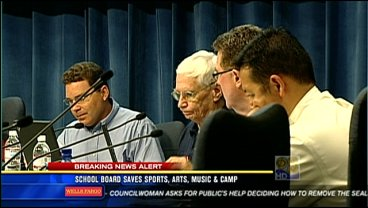 BREAKING NEWS ALERT
SCHOOL BOARD SAVES SPORTS, ARTS, MUSIC & CAMP
WELLS FARGO
COUNCILWOMAN ASKS FOR PUBLIC'S HELP DECIDING HOW TO REMOVE THE SEAL